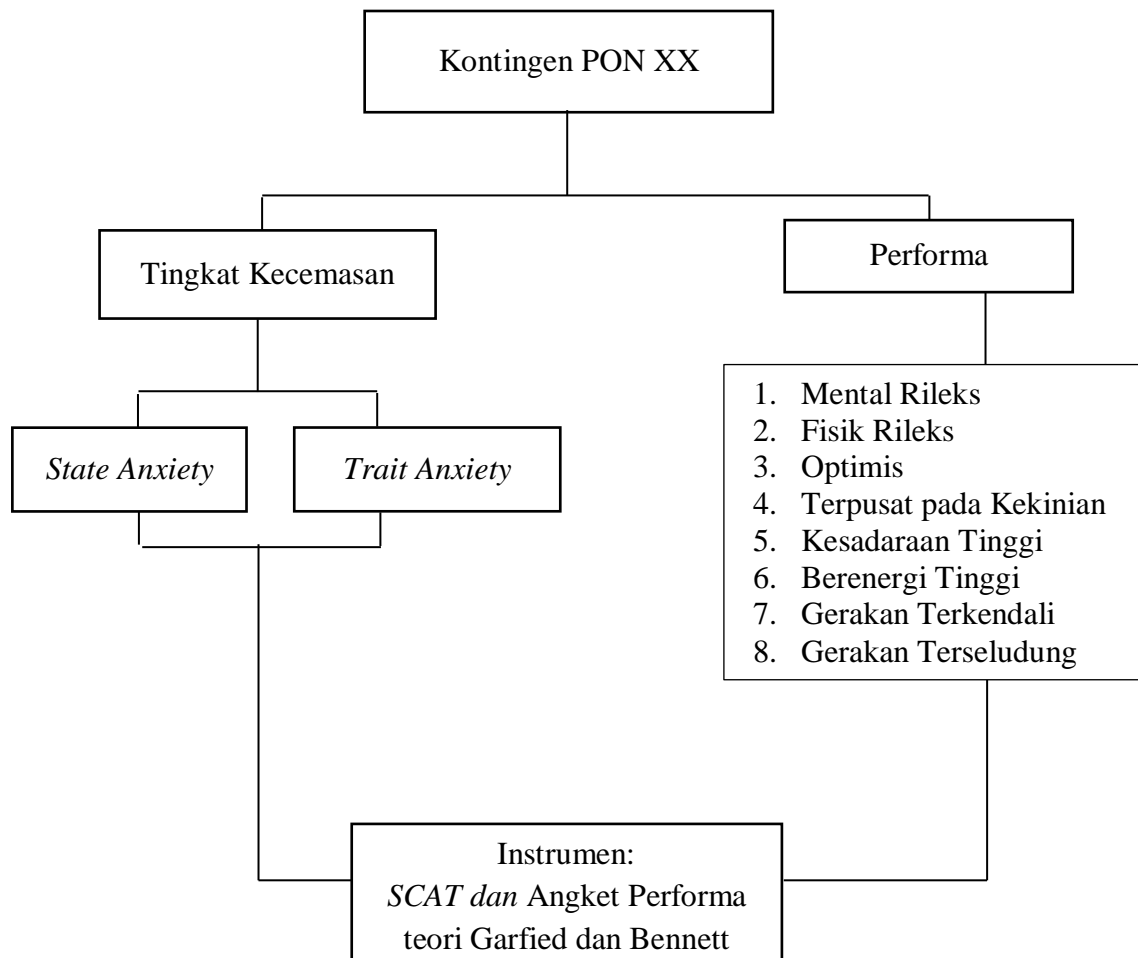 Kontingen PON XX
Tingkat Kecemasan
Performa
State Anxiety
Trait Anxiety
1. Mental Rileks
2. Fisik Rileks
3. Optimis
4. Terpusat pada Kekinian
5. Kesadaraan Tinggi
6. Berenergi Tinggi
7. Gerakan Terkendali
8. Gerakan Terseludung
Instrumen:
SCAT dan Angket Performa
teori Garfied dan Bennett